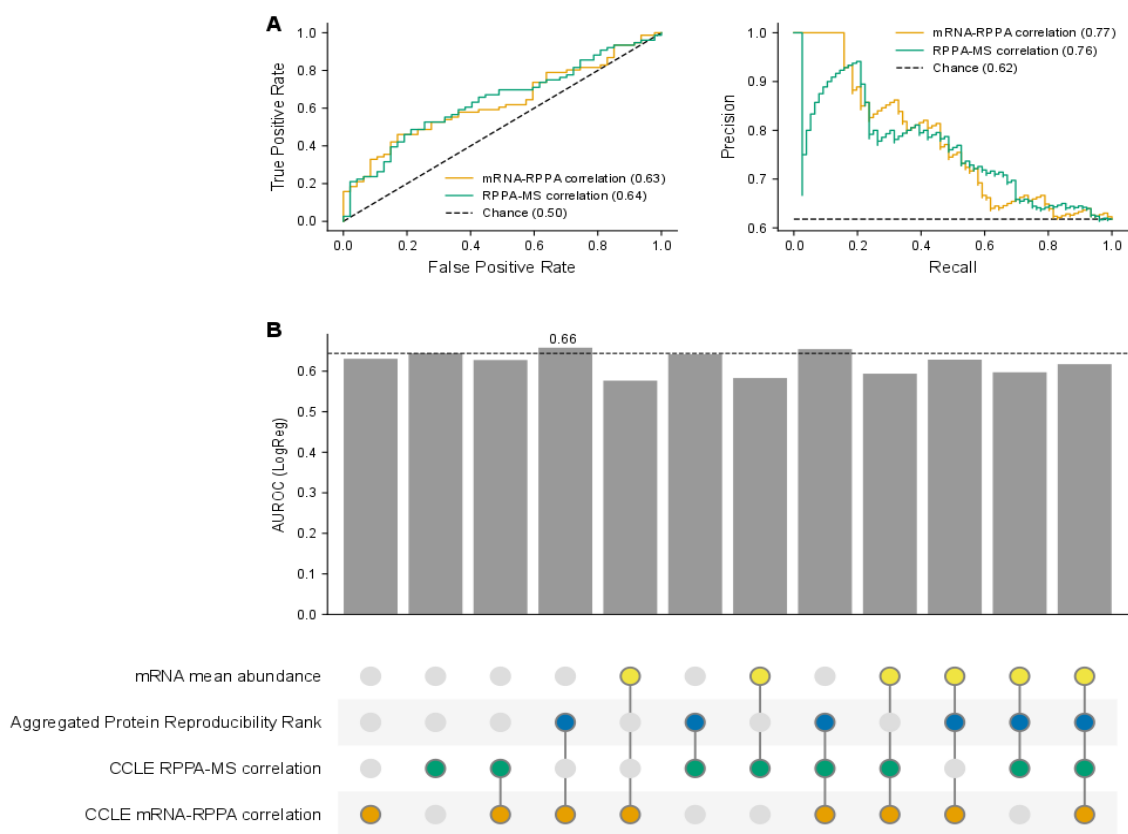 A
1.0
0.8
0.6
0.4
0.2
0.0
True Positive Rate
mRNA-RPPA correlation (0.63)
RPPA-MS correlation (0.64)
Chance (0.50)
0.0 0.2 0.4 0.6 0.8 1.0
False Positive Rate
1.0
0.9
0.8
0.7
0.6
Precision
mRNA-RPPA correlation (0.77)
RPPA-MS correlation (0.76)
Chance (0.62)
0.0 0.2 0.4 0.6 0.8 1.0
Recall
B
0.66
0.6
0.5
0.4
0.3
0.2
0.1
0.0
AUROC (LogReg)
mRNA mean abundance
Aggregated Protein Reproducibility Rank
CCLE RPPA-MS correlation
CCLE mRNA-RPPA correlation